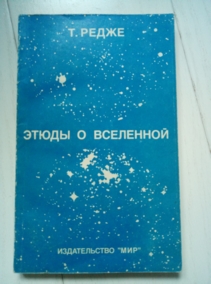 Т. РЕДЖЕ
ЭТЮДЫ О ВСЕЛЕННОЙ
ИЗДАТЕЛЬСТВО "МИР"